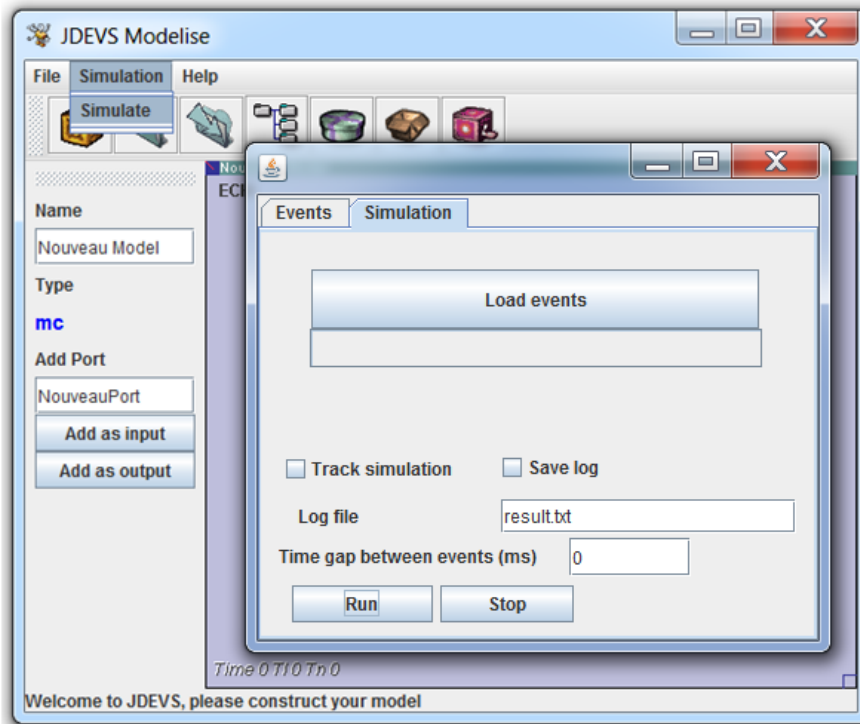 JDEVS Modelise
File Simulation Help
Simulate
Name
Nouveau Model
Type
mc
Add Port
NouveauPort
Add as input
Add as output
Events Simulation
Load events
Track simulation Save log
Log file result.txt
Time gap between events (ms) 0
Run Stop
Time 0 Tl 0 Tn 0
Welcome to JDEVS, please construct your model